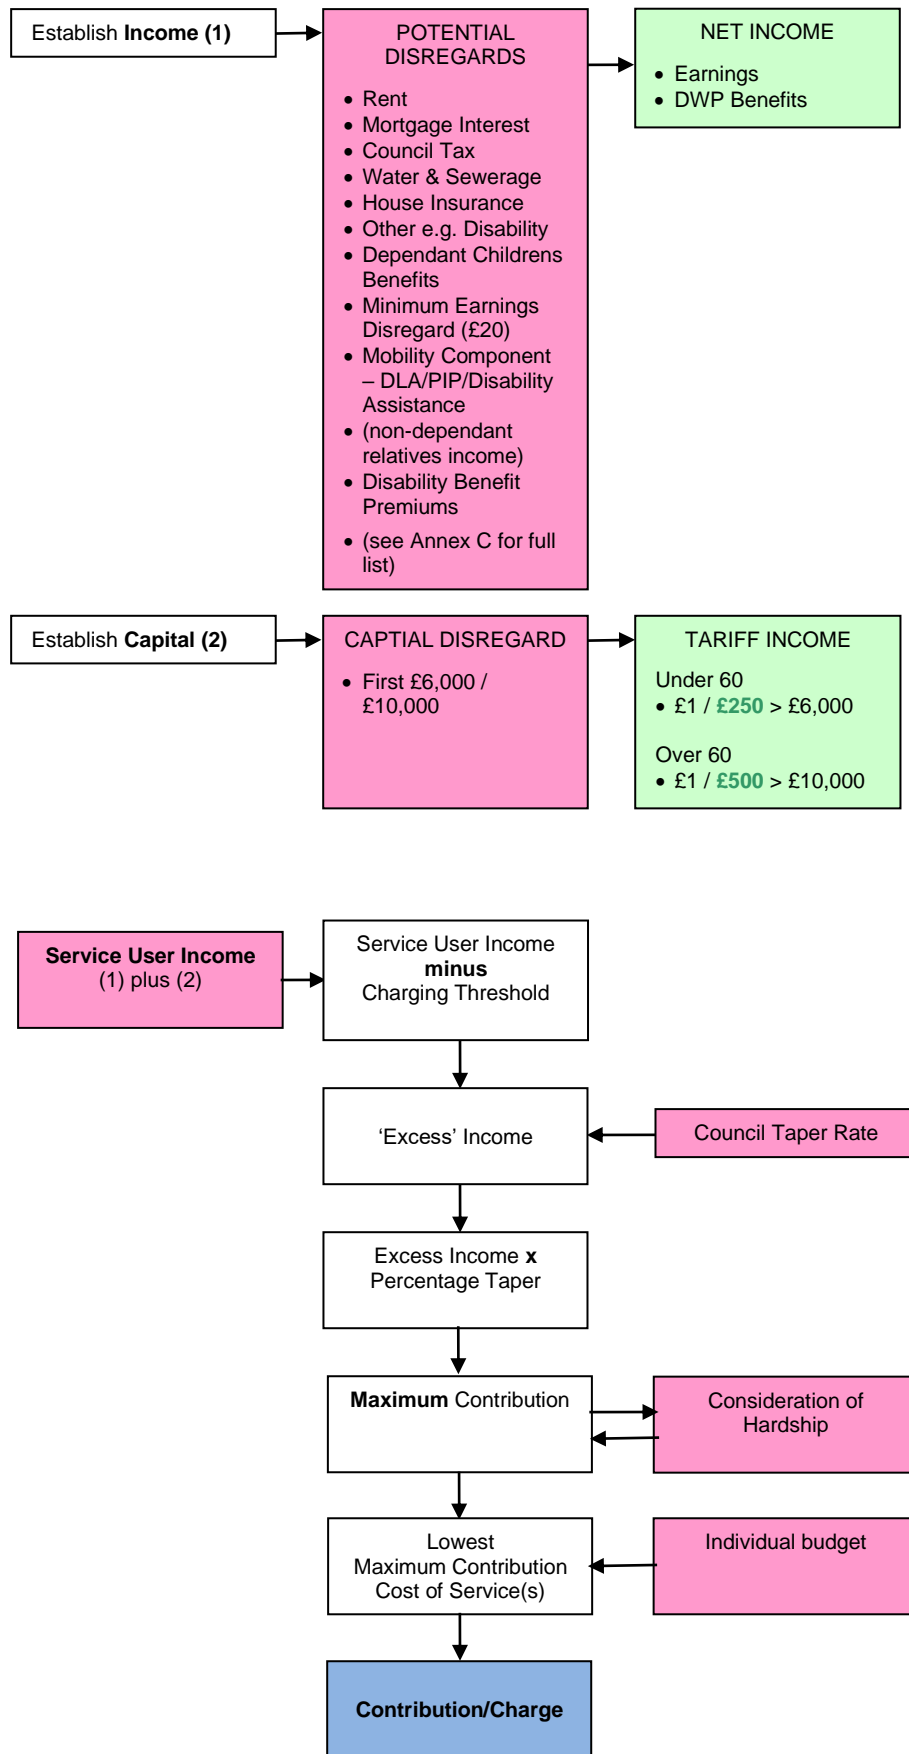 Establish Income (1)
POTENTIAL
DISREGARDS
• Rent
• Mortgage Interest
• Council Tax
• Water & Sewerage
• House Insurance
• Other e.g. Disability
• Dependant Childrens
Benefits
• Minimum Earnings
Disregard (£20)
• Mobility Component
– DLA/PIP/Disability
Assistance
• (non-dependant
relatives income)
• Disability Benefit
Premiums
• (see Annex C for full
list)
NET INCOME
• Earnings
• DWP Benefits
Establish Capital (2)
CAPTIAL DISREGARD
• First £6,000 /
£10,000
TARIFF INCOME
Under 60
• £1 / £250 > £6,000
Over 60
• £1 / £500 > £10,000
Service User Income
(1) plus (2)
Service User Income
minus
Charging Threshold
‘Excess’ Income
Council Taper Rate
Excess Income x
Percentage Taper
Maximum Contribution
Consideration of
Hardship
Lowest
Maximum Contribution
Cost of Service(s)
Individual budget
Contribution/Charge